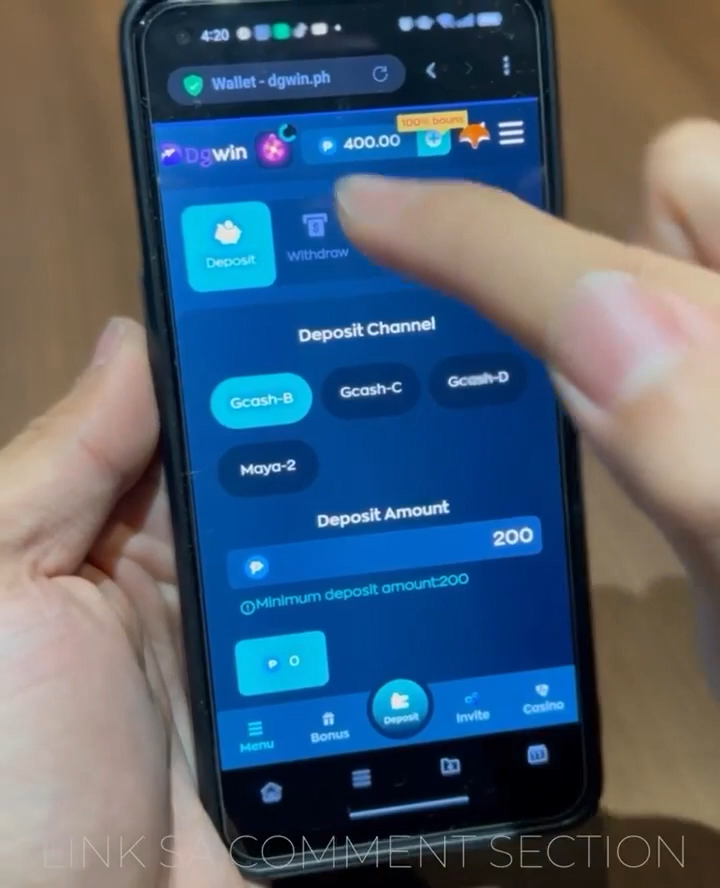 4:20
Wallet - dgwin.ph
100% bouns
Dgwin
400.00
Deposit
Withdraw
Deposit Channel
Gcash-B
Gcash-C
Gcash-D
Maya-2
Deposit Amount
200
Minimum deposit amount:200
0
Menu
Bonus
Deposit
Invite
Casino
LINK SA COMMENT SECTION